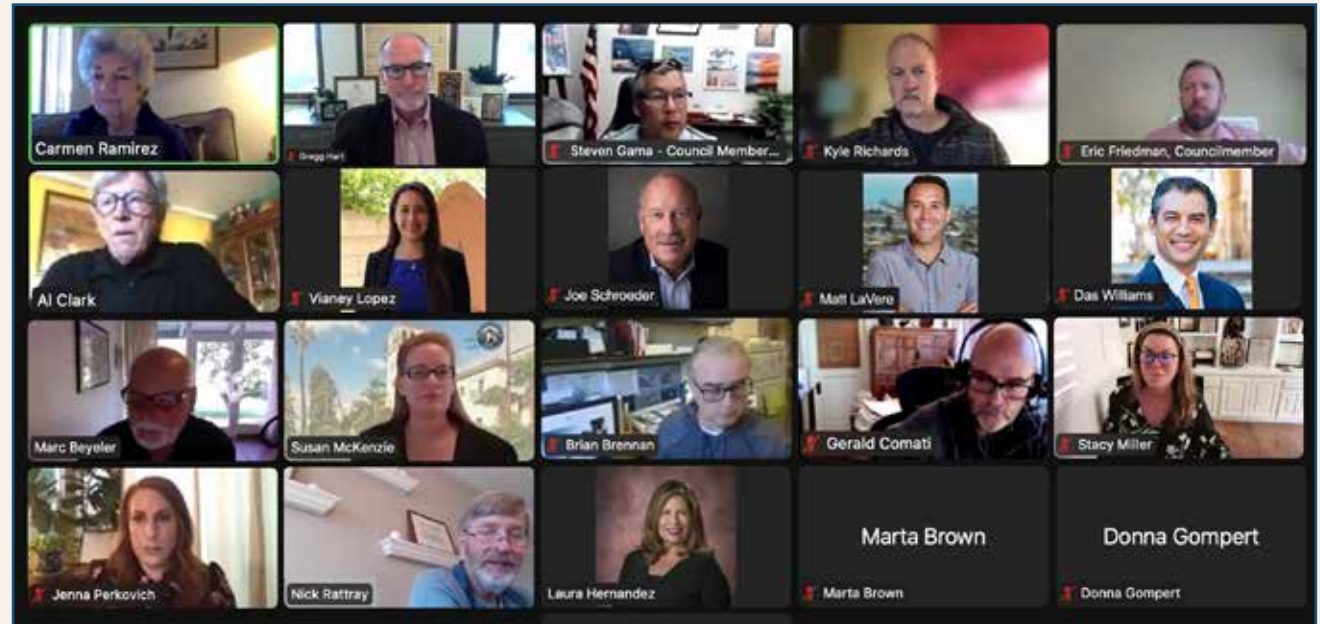 Carmen Ramirez
Gregg Hart
Steven Gama - Council Member...
Kyle Richards
Eric Friedman, Councilmember
Al Clark
Vianey Lopez
Joe Schroeder
Matt LaVere
Das Williams
Marc Beyeler
Susan McKenzie
Brian Brennan
Gerald Comati
Stacy Miller
Jenna Perkovich
Nick Rattray
Laura Hernandez
Marta Brown
Marta Brown
Donna Gompert
Donna Gompert